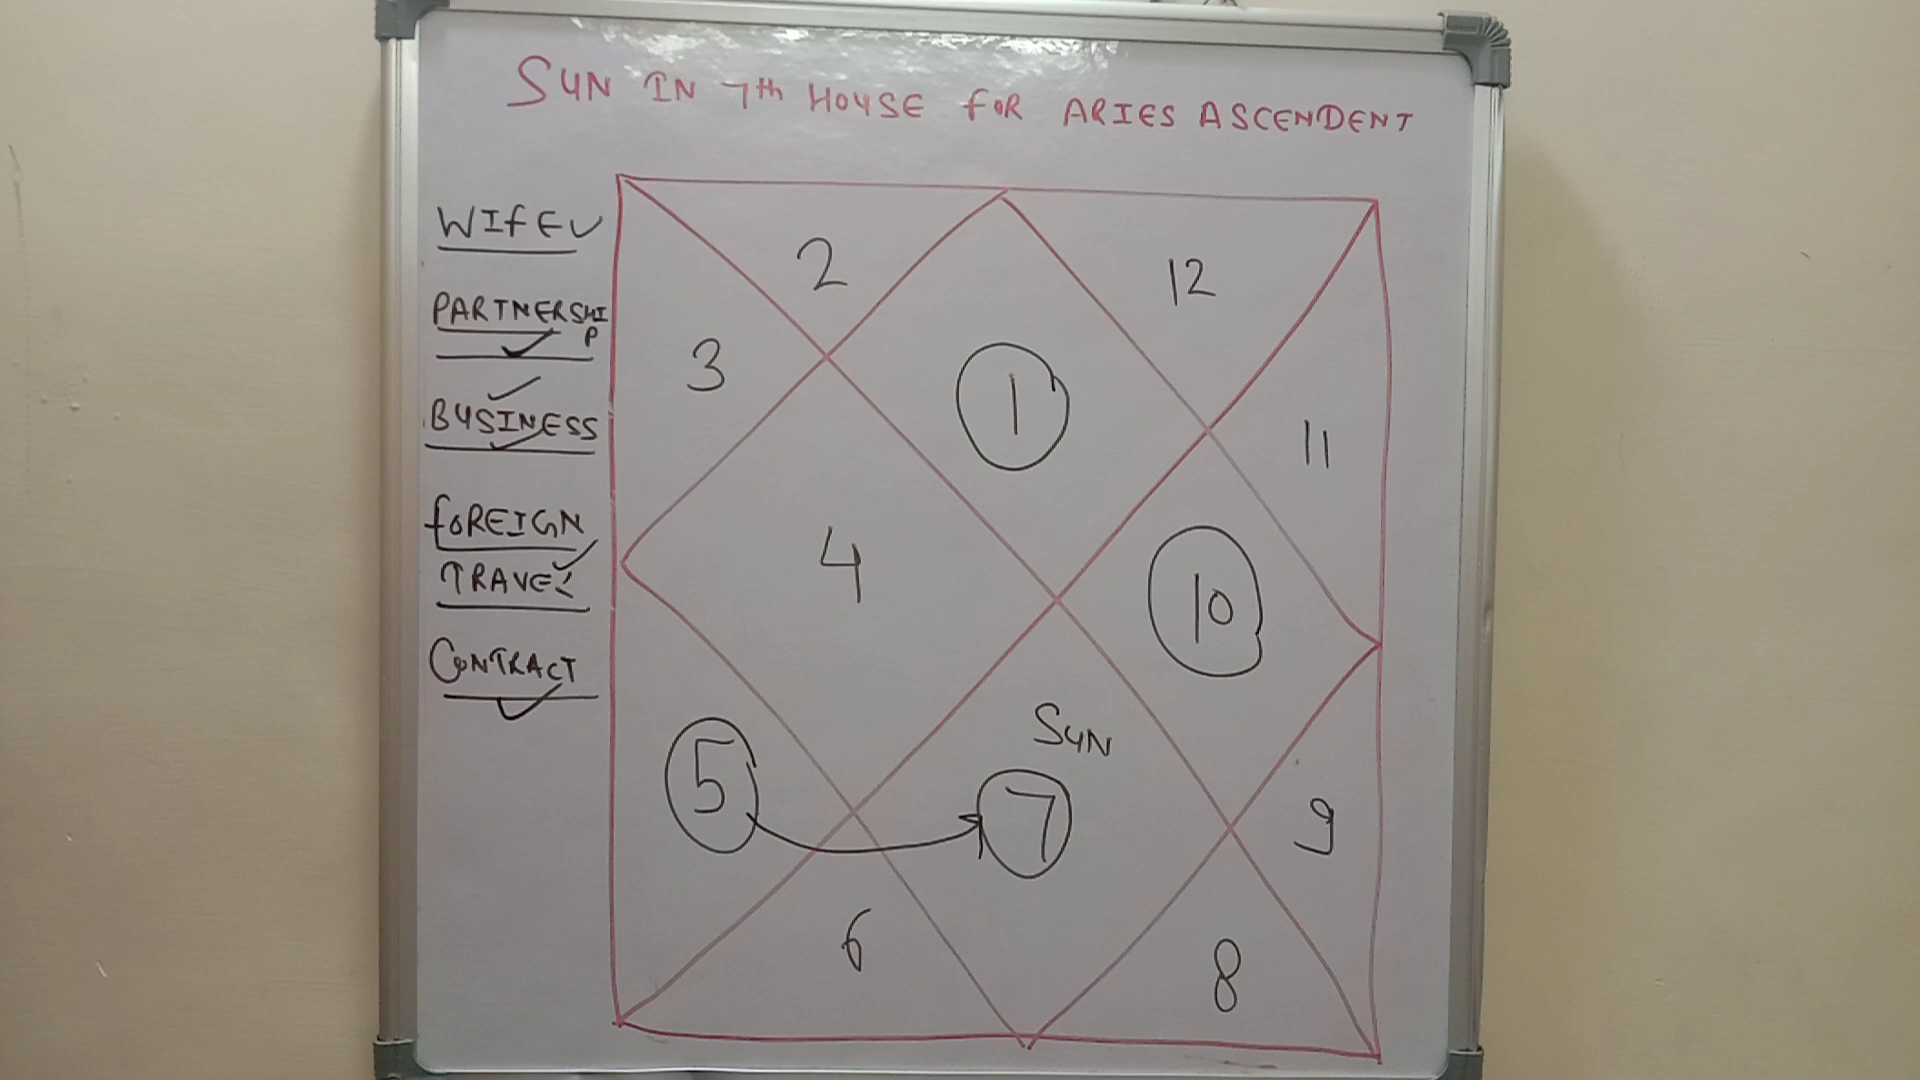 SUN IN 7th HOUSE FOR ARIES ASCENDENT
WIFE
PARTNERSHIP
BUSINESS
FOREIGN
TRAVEL
CONTRACT
2
12
3
1
11
4
10
SUN
5
7
9
6
8